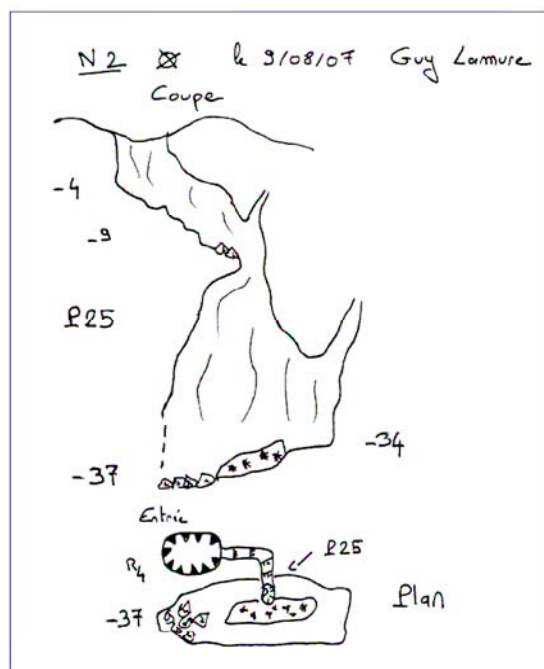 N2 le 9/08/07 Guy Lamure
Coupe
-4
-9
P25
-34
-37
Entrée
R4
P25
-37
Plan